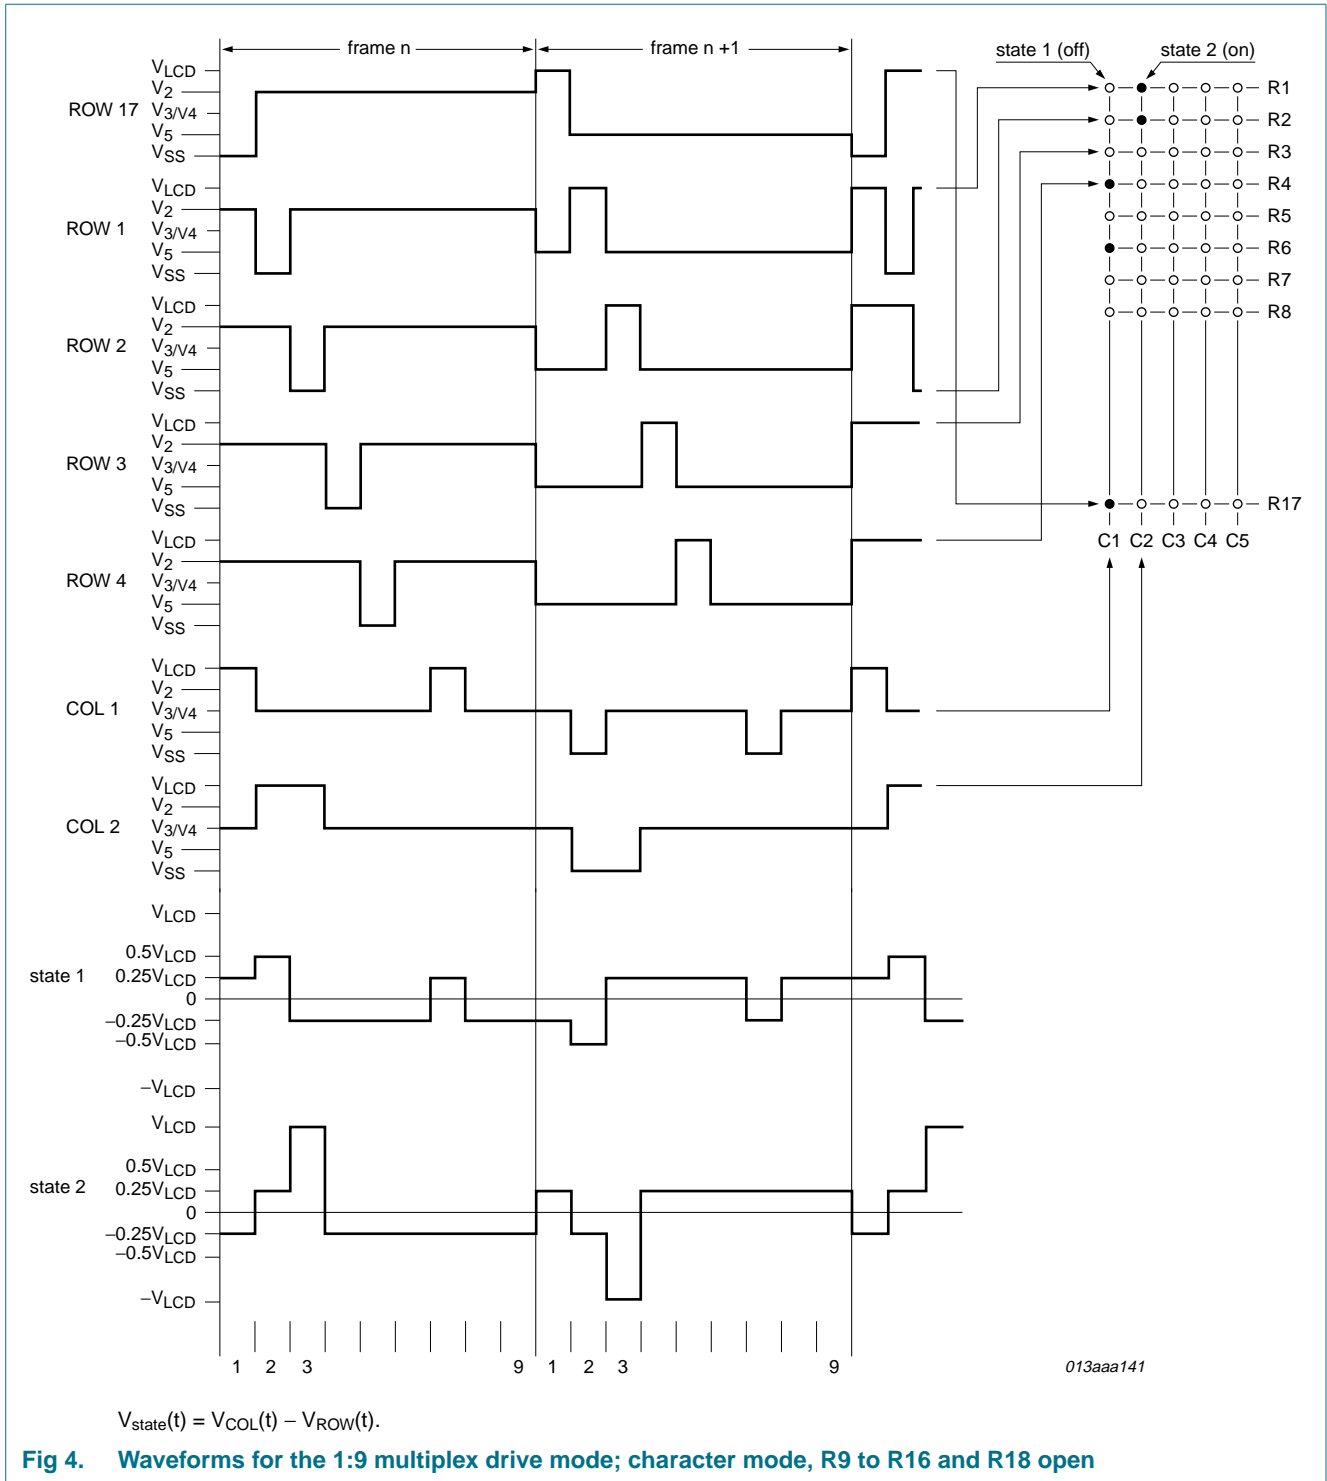 frame n
frame n +1
state 1 (off)
state 2 (on)
ROW 17
VLCD
V2
V3/V4
V5
VSS
ROW 1
VLCD
V2
V3/V4
V5
VSS
ROW 2
VLCD
V2
V3/V4
V5
VSS
ROW 3
VLCD
V2
V3/V4
V5
VSS
ROW 4
VLCD
V2
V3/V4
V5
VSS
COL 1
VLCD
V2
V3/V4
V5
VSS
COL 2
VLCD
V2
V3/V4
V5
VSS
R1
R2
R3
R4
R5
R6
R7
R8
R17
C1 C2 C3 C4 C5
state 1
VLCD
0.5VLCD
0.25VLCD
0
−0.25VLCD
−0.5VLCD
−VLCD
state 2
VLCD
0.5VLCD
0.25VLCD
0
−0.25VLCD
−0.5VLCD
−VLCD
1 2 3 9 1 2 3 9
013aaa141
Vstate(t) = VCOL(t) − VROW(t).
Fig 4. Waveforms for the 1:9 multiplex drive mode; character mode, R9 to R16 and R18 open